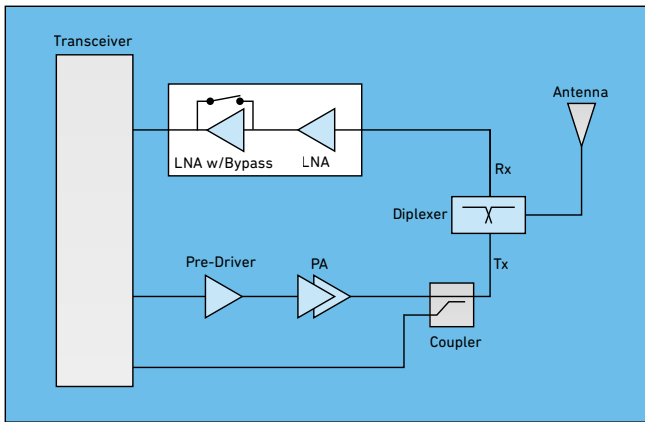 Transceiver
Antenna
LNA w/Bypass
LNA
Rx
Diplexer
Tx
Pre-Driver
PA
Coupler